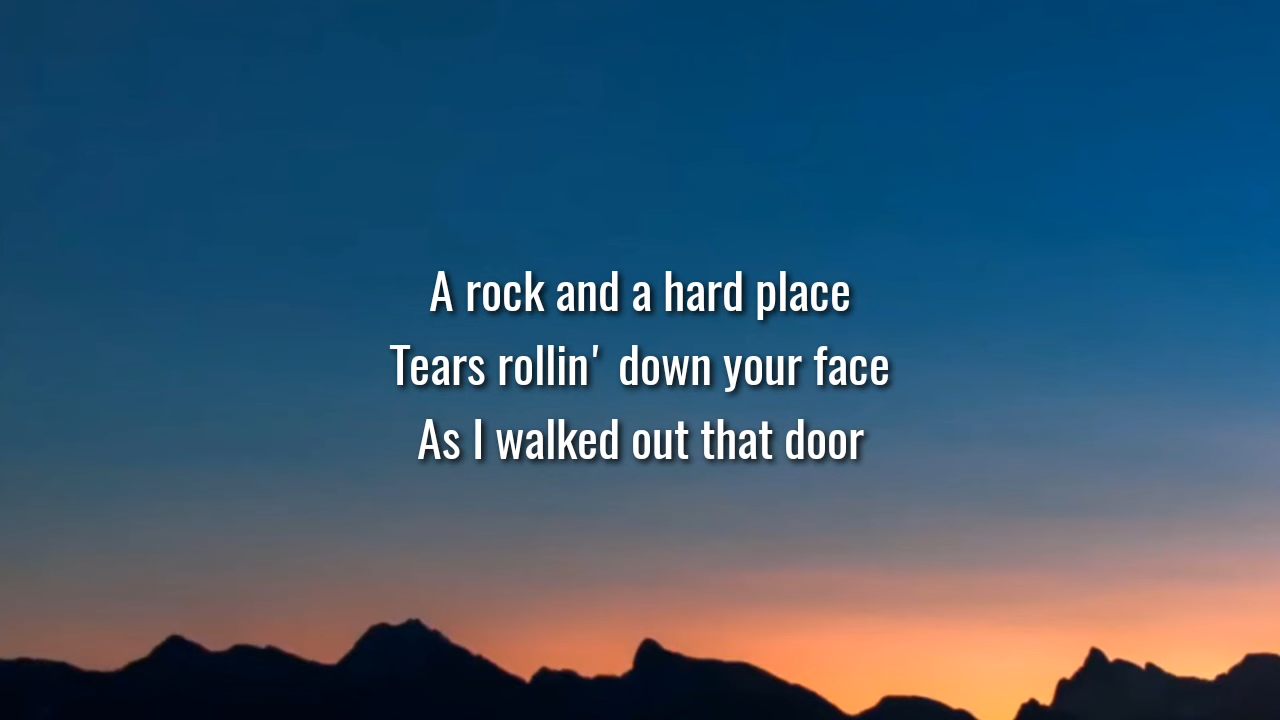 A rock and a hard place
Tears rollin' down your face
As I walked out that door